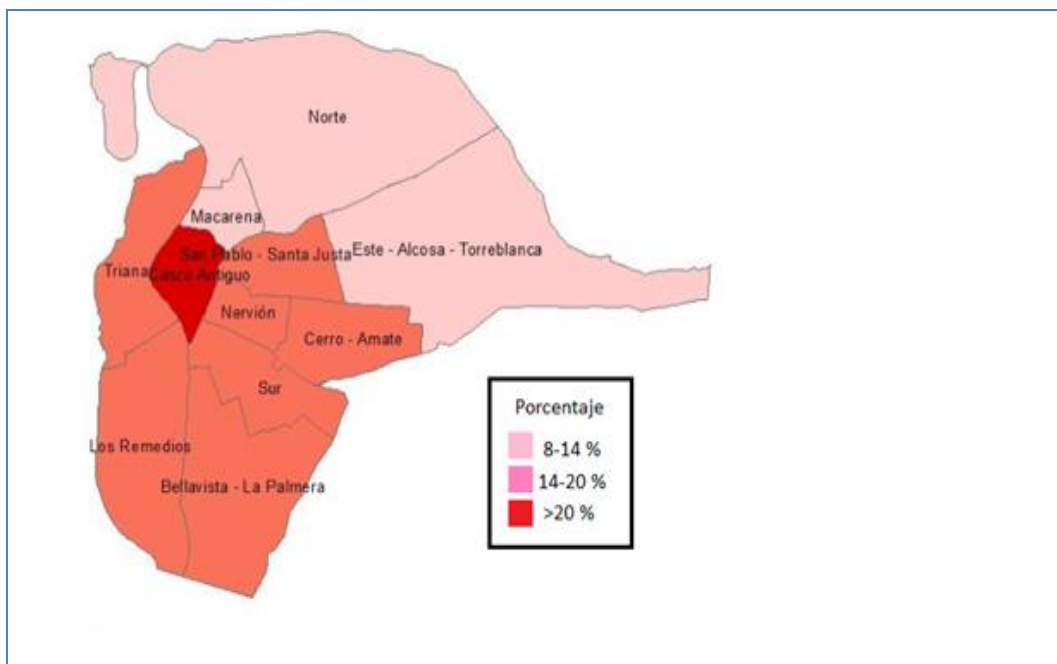 Norte
Macarena
San Pablo - Santa Justa
Este - Alcosa - Torreblanca
Triana
Casco Antiguo
Nervión
Cerro - Amate
Sur
Los Remedios
Bellavista - La Palmera
Porcentaje
8-14 %
14-20 %
>20 %